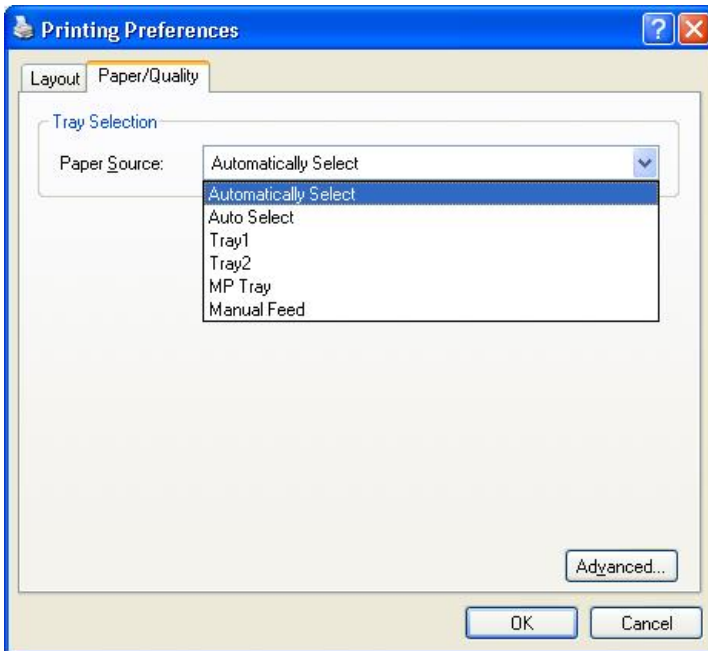 Printing Preferences
Layout Paper/Quality
Tray Selection
Paper Source: Automatically Select
Automatically Select
Auto Select
Tray1
Tray2
MP Tray
Manual Feed
Advanced...
OK Cancel